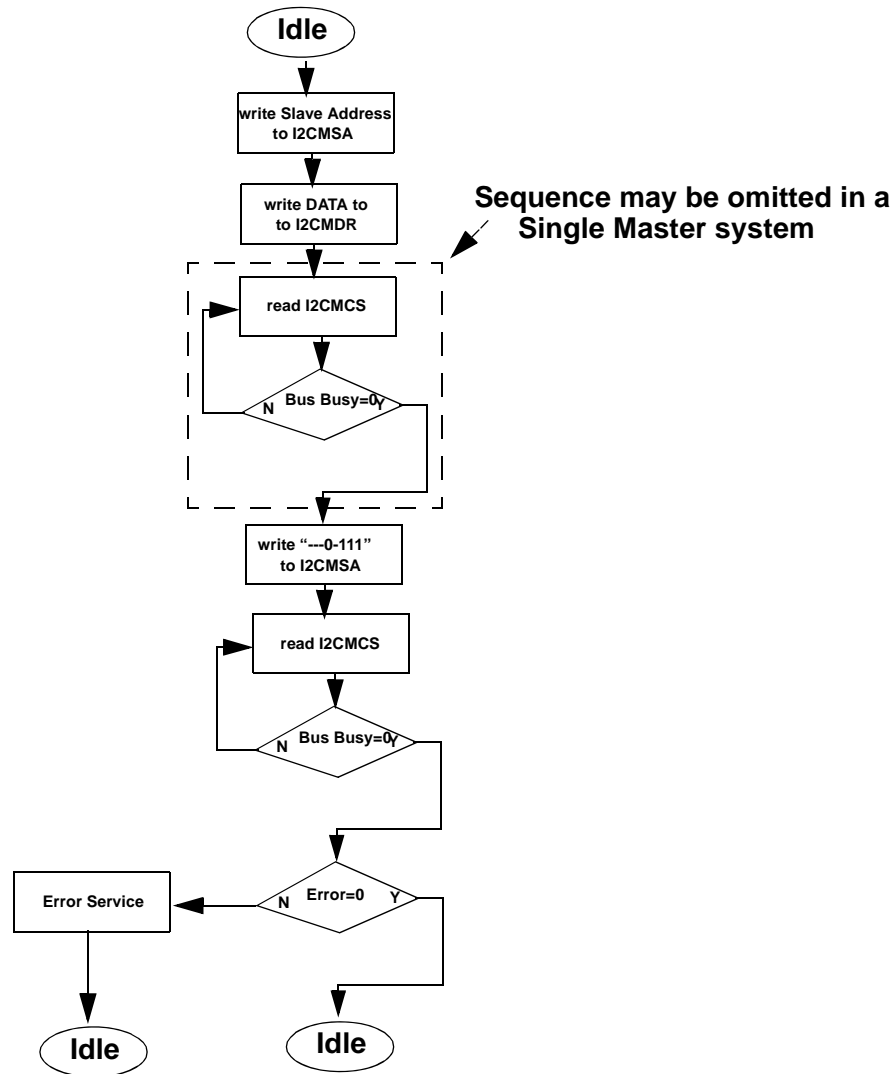 Idle
write Slave Address
to I2CMSA
write DATA to
to I2CMDR
Sequence may be omitted in a
Single Master system
read I2CMCS
Bus Busy=0
N
Y
write “---0-111”
to I2CMSA
read I2CMCS
Bus Busy=0
N
Y
Error Service
Error=0
N
Y
Idle
Idle